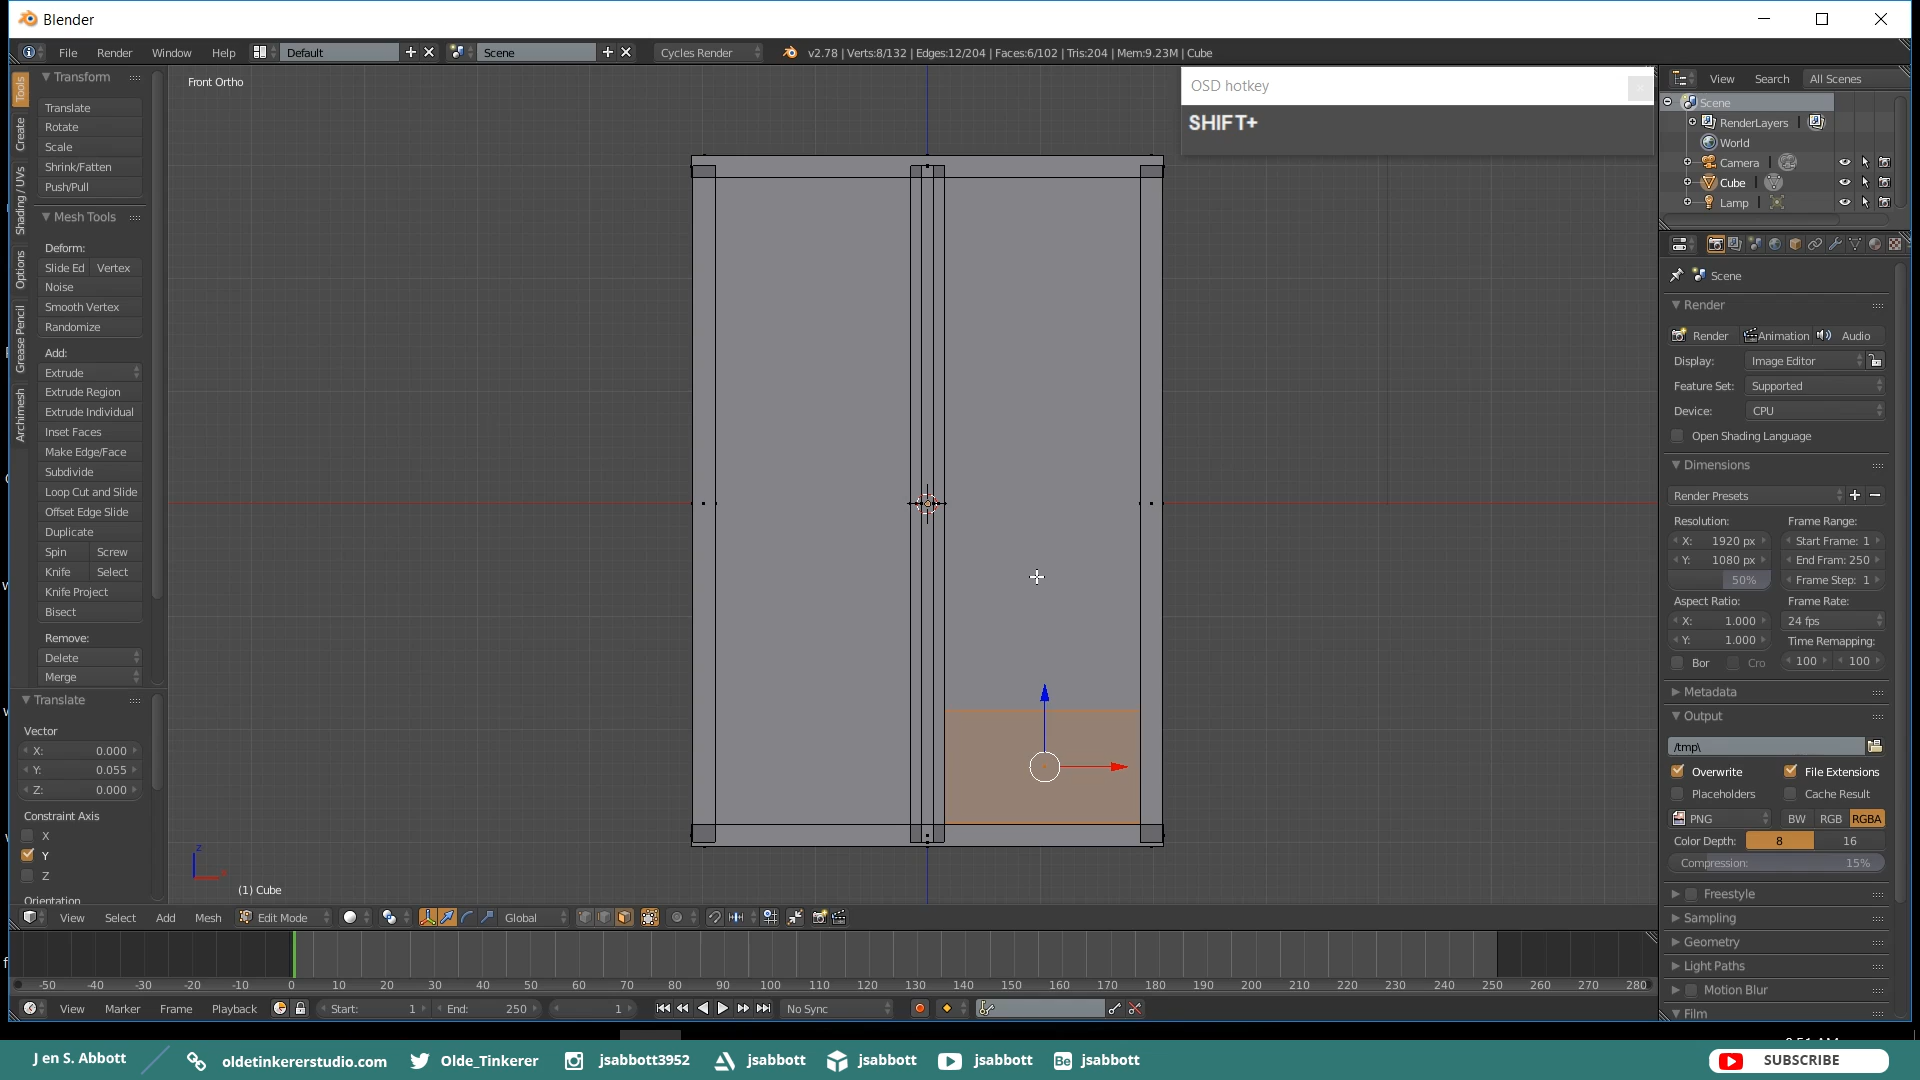 Blender
File Render Window Help Default Scene Cycles Render v2.78 | Verts:8/132 | Edges:12/204 | Faces:6/102 | Tris:204 | Mem:9.23M | Cube
Tools
Create
Shading / UVs
Options
Grease Pencil
Archimesh
Transform
Translate
Rotate
Scale
Shrink/Fatten
Push/Pull
Mesh Tools
Deform:
Slide Ed Vertex
Noise
Smooth Vertex
Randomize
Add:
Extrude
Extrude Region
Extrude Individual
Inset Faces
Make Edge/Face
Subdivide
Loop Cut and Slide
Offset Edge Slide
Duplicate
Spin Screw
Knife Select
Knife Project
Bisect
Remove:
Delete
Merge
Translate
Vector
X: 0.000
Y: 0.055
Z: 0.000
Constraint Axis
X
Y
Z
Orientation
Front Ortho
OSD hotkey
SHIFT+
z
(1) Cube
View Select Add Mesh Edit Mode Global
-50 -40 -30 -20 -10 0 10 20 30 40 50 60 70 80 90 100 110 120 130 140 150 160 170 180 190 200 210 220 230 240 250 260 270 280
View Marker Frame Playback Start: 1 End: 250 1 No Sync
View Search All Scenes
Scene
RenderLayers
World
Camera
Cube
Lamp
Scene
Render
Render Animation Audio
Display: Image Editor
Feature Set: Supported
Device: CPU
Open Shading Language
Dimensions
Render Presets
Resolution: Frame Range:
X: 1920 px Start Frame: 1
Y: 1080 px End Fram: 250
50% Frame Step: 1
Aspect Ratio: Frame Rate:
X: 1.000 24 fps
Y: 1.000 Time Remapping:
Bor Cro 100 100
Metadata
Output
/tmp\
Overwrite File Extensions
Placeholders Cache Result
PNG BW RGB RGBA
Color Depth: 8 16
Compression: 15%
Freestyle
Sampling
Geometry
Light Paths
Motion Blur
Film
J en S. Abbott oldetinkererstudio.com Olde_Tinkerer jsabbott3952 jsabbott jsabbott jsabbott Be jsabbott SUBSCRIBE